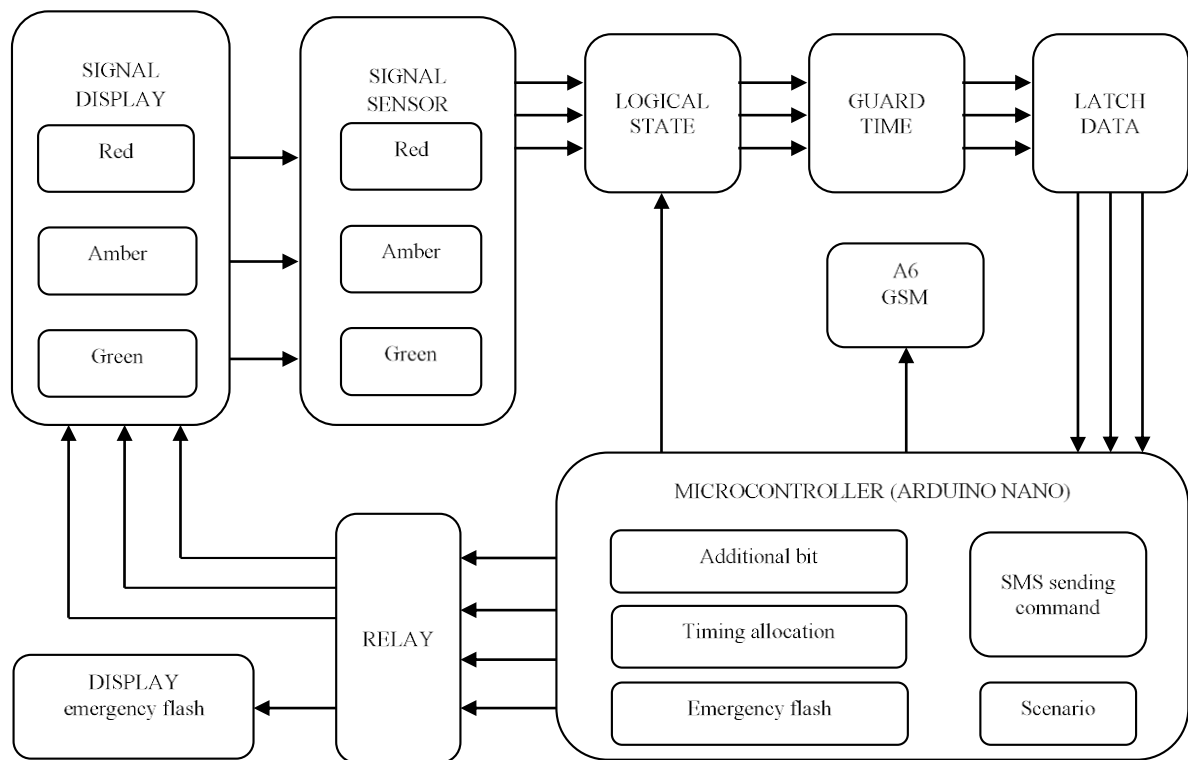 SIGNAL
DISPLAY
Red
Amber
Green
SIGNAL
SENSOR
Red
Amber
Green
LOGICAL
STATE
GUARD
TIME
LATCH
DATA
A6
GSM
MICROCONTROLLER (ARDUINO NANO)
Additional bit
Timing allocation
Emergency flash
SMS sending
command
Scenario
RELAY
DISPLAY
emergency flash